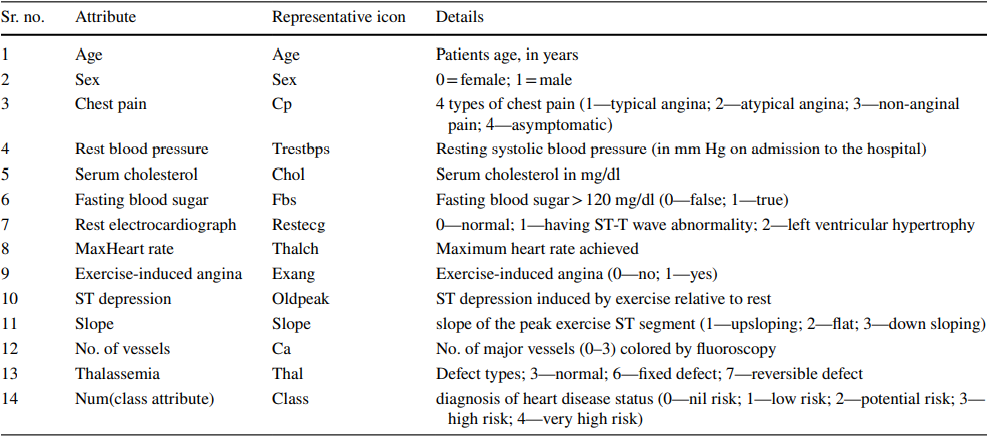 Sr. no. Attribute Representative icon Details
1 Age Age Patients age, in years
2 Sex Sex 0=female; 1=male
3 Chest pain Cp 4 types of chest pain (1—typical angina; 2—atypical angina; 3—non-anginal
pain; 4—asymptomatic)
4 Rest blood pressure Trestbps Resting systolic blood pressure (in mm Hg on admission to the hospital)
5 Serum cholesterol Chol Serum cholesterol in mg/dl
6 Fasting blood sugar Fbs Fasting blood sugar>120 mg/dl (0—false; 1—true)
7 Rest electrocardiograph Restecg 0—normal; 1—having ST-T wave abnormality; 2—left ventricular hypertrophy
8 MaxHeart rate Thalch Maximum heart rate achieved
9 Exercise-induced angina Exang Exercise-induced angina (0—no; 1—yes)
10 ST depression Oldpeak ST depression induced by exercise relative to rest
11 Slope Slope slope of the peak exercise ST segment (1—upsloping; 2—flat; 3—down sloping)
12 No. of vessels Ca No. of major vessels (0–3) colored by fluoroscopy
13 Thalassemia Thal Defect types; 3—normal; 6—fixed defect; 7—reversible defect
14 Num(class attribute) Class diagnosis of heart disease status (0—nil risk; 1—low risk; 2—potential risk; 3—
high risk; 4—very high risk)